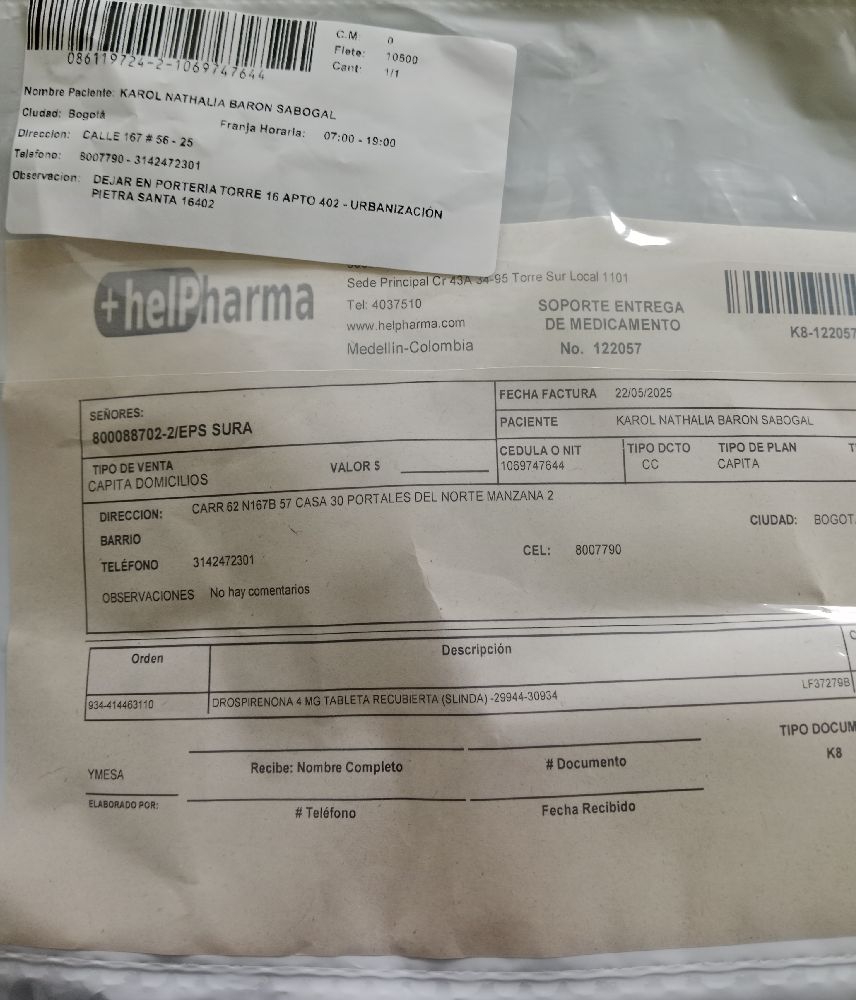 086119724-2-1069747644
C.M: 0
Flete: 10500
Cant: 1/1
Nombre Paciente: KAROL NATHALIA BARON SABOGAL
Ciudad: Bogotá
Franja Horaria: 07:00 - 19:00
Direccion: CALLE 167 # 56 - 25
Telefono: 8007790 - 3142472301
Observacion: DEJAR EN PORTERIA TORRE 16 APTO 402 - URBANIZACIÓN
PIETRA SANTA 16402
+helPharma
Sede Principal Cr 43A 34-95 Torre Sur Local 1101
Tel: 4037510
www.helpharma.com
Medellin-Colombia
SOPORTE ENTREGA
DE MEDICAMENTO
No. 122057
K8-122057
SEÑORES:
800088702-2/EPS SURA
FECHA FACTURA 22/05/2025
PACIENTE KAROL NATHALIA BARON SABOGAL
TIPO DE VENTA
CAPITA DOMICILIOS
VALOR $
CEDULA O NIT
1069747644
TIPO DCTO
CC
TIPO DE PLAN
CAPITA
DIRECCION: CARR 62 N167B 57 CASA 30 PORTALES DEL NORTE MANZANA 2
BARRIO
CIUDAD: BOGOT
TELÉFONO 3142472301
CEL: 8007790
OBSERVACIONES No hay comentarios
Orden
Descripción
934-414463110
DROSPIRENONA 4 MG TABLETA RECUBIERTA (SLINDA) -29944-30934
LF37279B
TIPO DOCUM
K8
YMESA
ELABORADO POR:
Recibe: Nombre Completo
# Documento
# Teléfono
Fecha Recibido